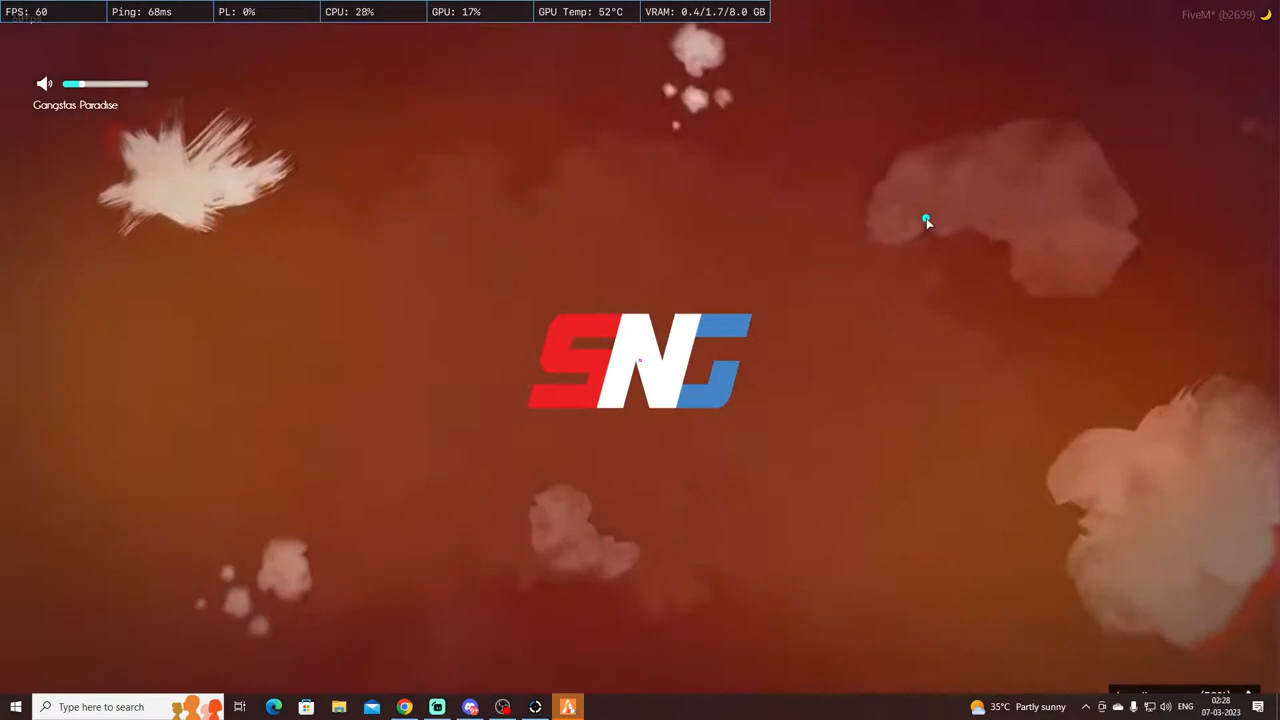 FPS: 60 Ping: 68ms PL: 0% CPU: 28% GPU: 17% GPU Temp: 52°C VRAM: 0.4/1.7/8.0 GB
FiveM* (b2699)
Gangstas Paradise
SNG
Type here to search
35°C Partly sunny
02:28
07-03-2023